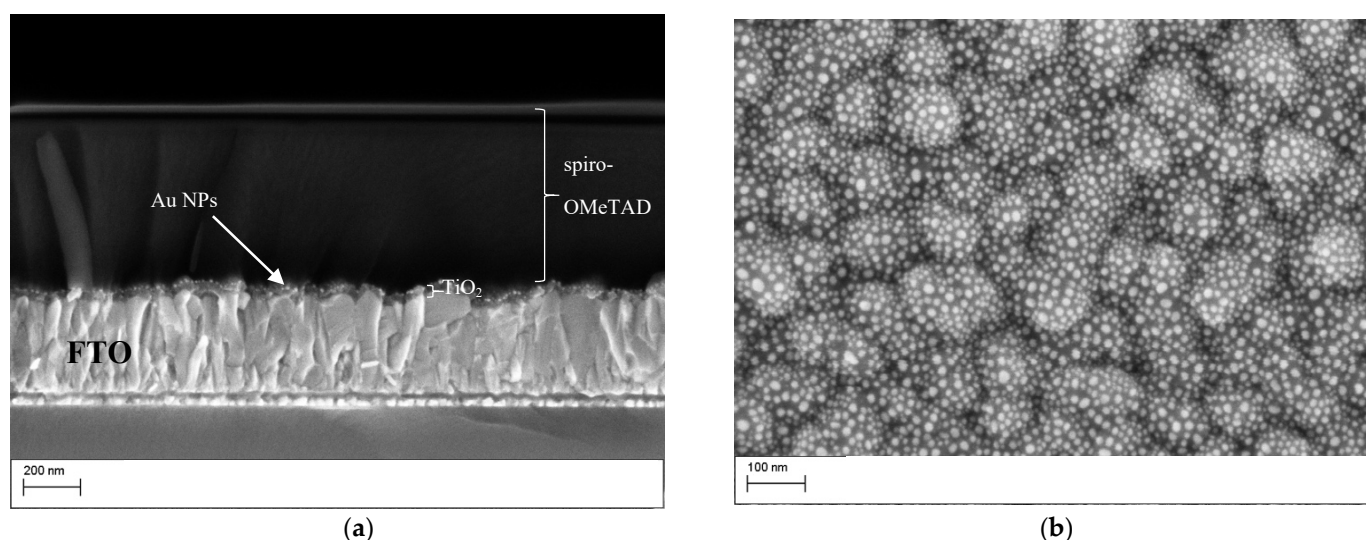 spiro-
Au NPs
OMeTAD
TiO₂
FTO
200 nm
100 nm
(a)
(b)